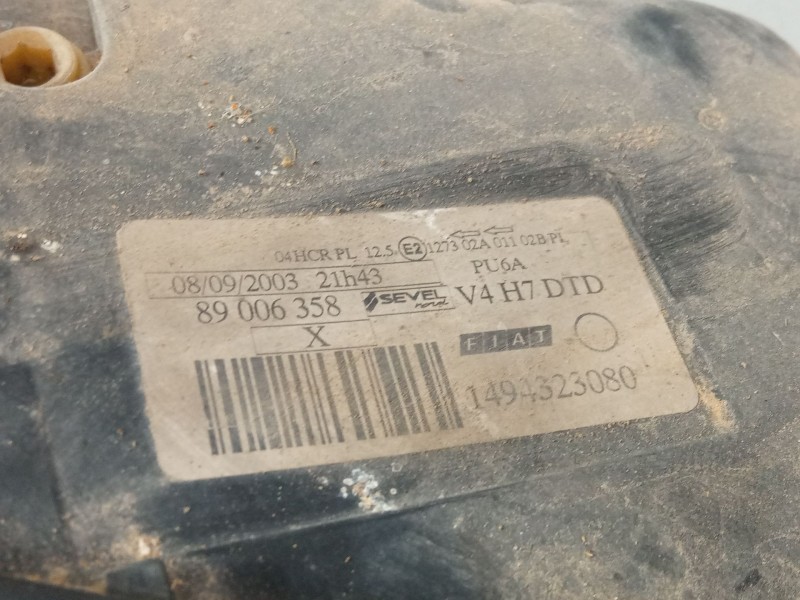 04HCR PL 12.5. E2 1273 02A 011 02B PL
08/09/2003 21h43 PU6A
89 006 358 SEVEL nord V4 H7 DTD
X FIAT
1494323080